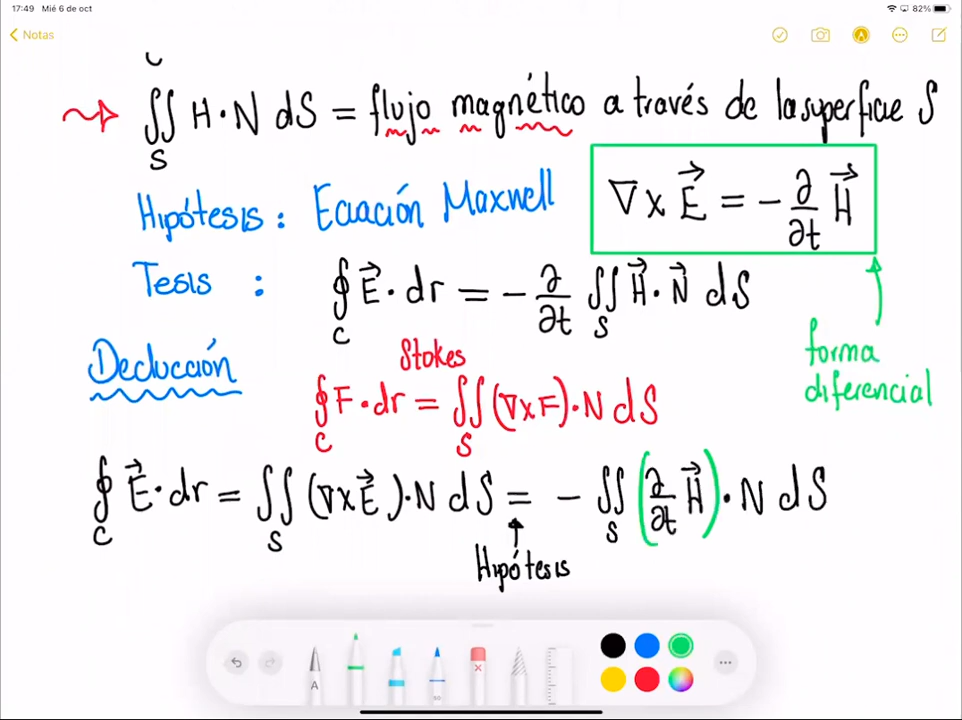 17:49 Mié 6 de oct 82%
Notas
∬ H·N dS = flujo magnético a través de la superficie S
S
Hipótesis: Ecuación Maxwell ∇x E⃗ = - ∂/∂t H⃗
Tesis : ∮ E⃗·dr = - ∂/∂t ∬ H⃗·N⃗ dS
C S
forma
diferencial
Deducción Stokes
∮ F·dr = ∬ (∇xF)·N dS
C S
∮ E⃗·dr = ∬ (∇xE⃗)·N dS = - ∬ (∂/∂t H⃗)·N dS
C S S
Hipótesis
A
50